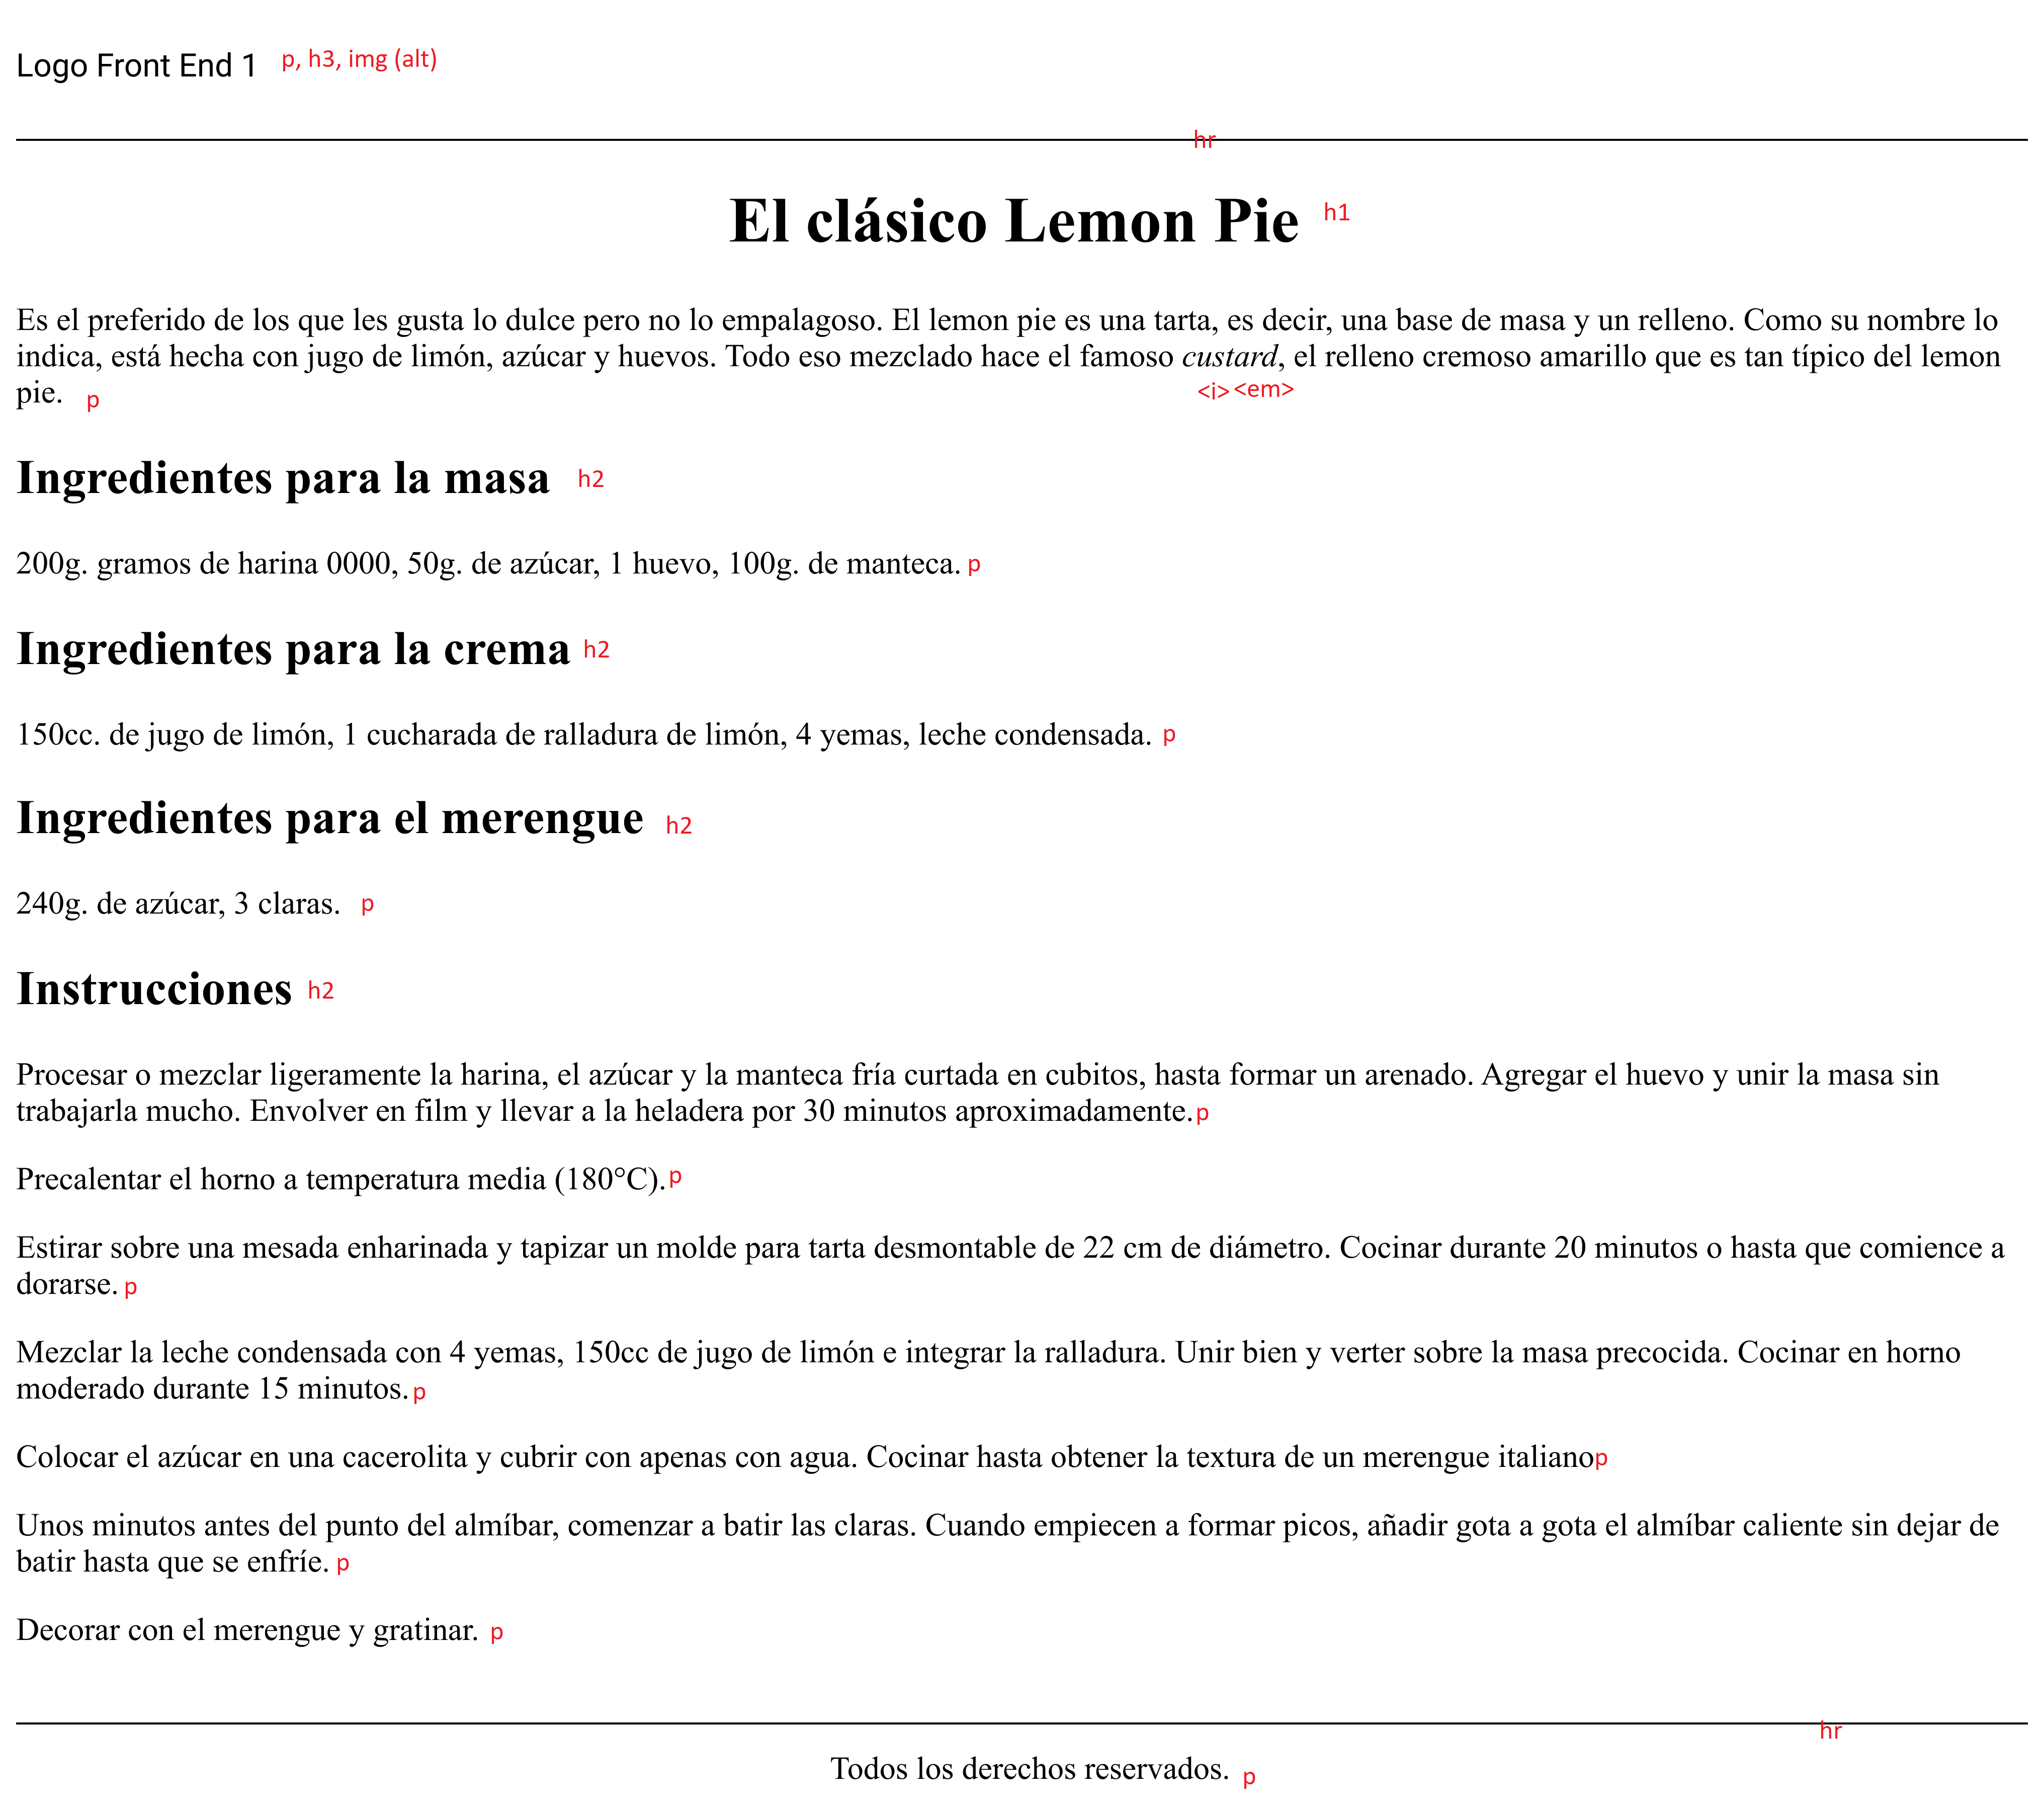 Logo Front End 1 p, h3, img (alt)
hr
El clásico Lemon Pie h1
Es el preferido de los que les gusta lo dulce pero no lo empalagoso. El lemon pie es una tarta, es decir, una base de masa y un relleno. Como su nombre lo
indica, está hecha con jugo de limón, azúcar y huevos. Todo eso mezclado hace el famoso custard, el relleno cremoso amarillo que es tan típico del lemon
pie. p <i> <em>
Ingredientes para la masa h2
200g. gramos de harina 0000, 50g. de azúcar, 1 huevo, 100g. de manteca. p
Ingredientes para la crema h2
150cc. de jugo de limón, 1 cucharada de ralladura de limón, 4 yemas, leche condensada. p
Ingredientes para el merengue h2
240g. de azúcar, 3 claras. p
Instrucciones h2
Procesar o mezclar ligeramente la harina, el azúcar y la manteca fría curtada en cubitos, hasta formar un arenado. Agregar el huevo y unir la masa sin
trabajarla mucho. Envolver en film y llevar a la heladera por 30 minutos aproximadamente. p
Precalentar el horno a temperatura media (180°C). p
Estirar sobre una mesada enharinada y tapizar un molde para tarta desmontable de 22 cm de diámetro. Cocinar durante 20 minutos o hasta que comience a
dorarse. p
Mezclar la leche condensada con 4 yemas, 150cc de jugo de limón e integrar la ralladura. Unir bien y verter sobre la masa precocida. Cocinar en horno
moderado durante 15 minutos. p
Colocar el azúcar en una cacerolita y cubrir con apenas con agua. Cocinar hasta obtener la textura de un merengue italiano p
Unos minutos antes del punto del almíbar, comenzar a batir las claras. Cuando empiecen a formar picos, añadir gota a gota el almíbar caliente sin dejar de
batir hasta que se enfríe. p
Decorar con el merengue y gratinar. p
hr
Todos los derechos reservados. p